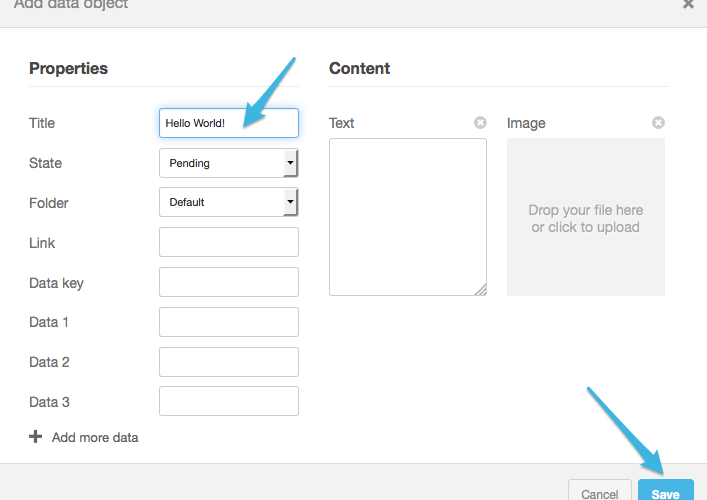 Add data object
Properties
Content
Title
Hello World!
Text
Image
State
Pending
Folder
Default
Drop your file here
or click to upload
Link
Data key
Data 1
Data 2
Data 3
Add more data
Cancel
Save